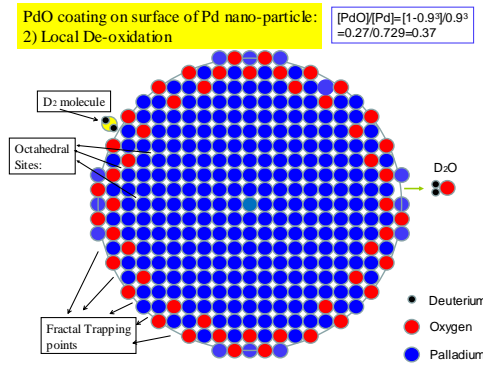 PdO coating on surface of Pd nano-particle:
2) Local De-oxidation
[PdO]/[Pd]=[1-0.9³]/0.9³
=0.27/0.729=0.37
D₂ molecule
Octahedral
Sites:
D₂O
Fractal Trapping
points
Deuterium
Oxygen
Palladium